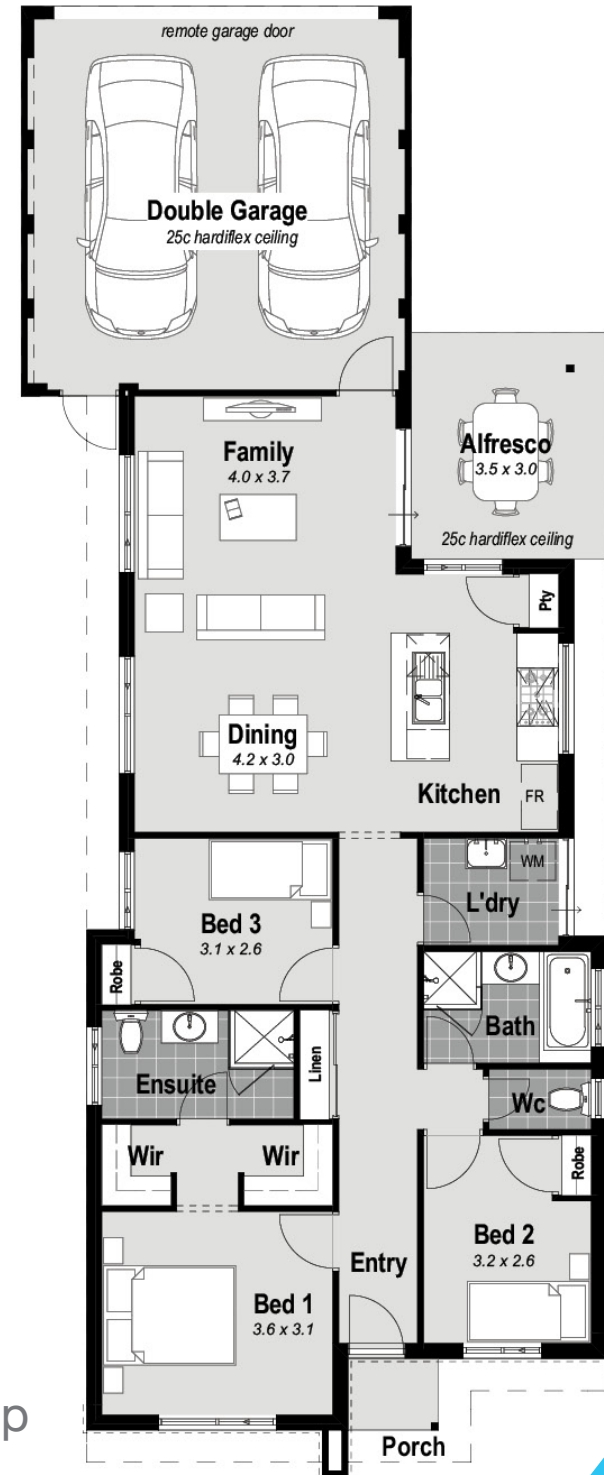 remote garage door
Double Garage
25c hardiflex ceiling
Family
4.0 x 3.7
Alfresco
3.5 x 3.0
25c hardiflex ceiling
Pty
Dining
4.2 x 3.0
Kitchen
FR
WM
L'dry
Bed 3
3.1 x 2.6
Robe
Bath
Ensuite
Linen
Wc
Wir
Wir
Robe
Bed 2
3.2 x 2.6
Entry
Bed 1
3.6 x 3.1
p
Porch